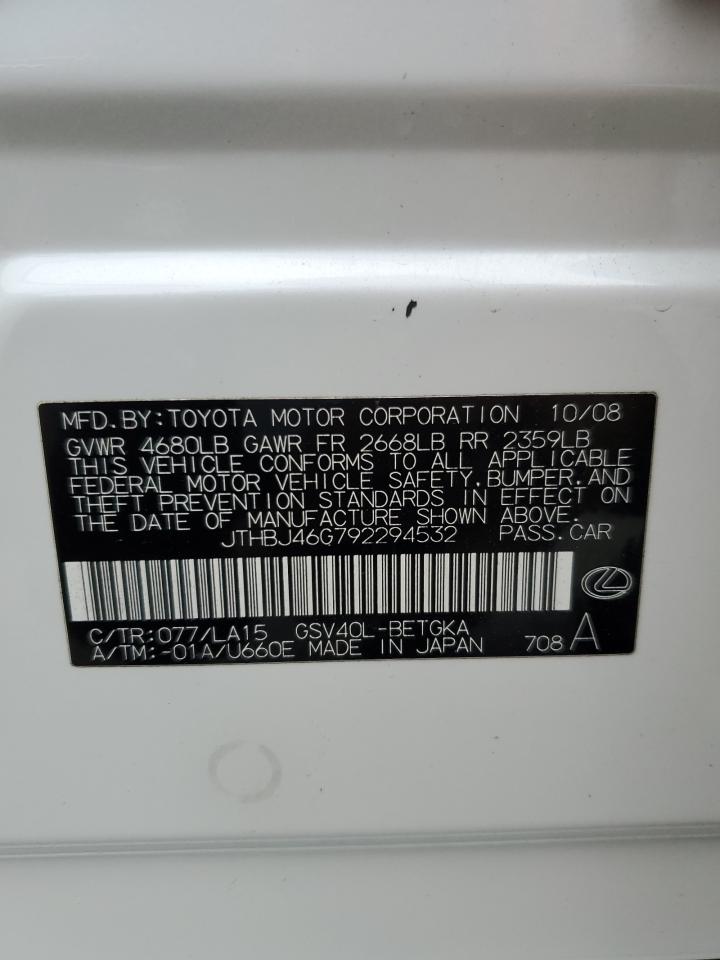 MFD.BY:TOYOTA MOTOR CORPORATION 10/08
GVWR 4680LB GAWR FR 2668LB RR 2359LB
THIS VEHICLE CONFORMS TO ALL APPLICABLE
FEDERAL MOTOR VEHICLE SAFETY,BUMPER,AND
THEFT PREVENTION STANDARDS IN EFFECT ON
THE DATE OF MANUFACTURE SHOWN ABOVE.
JTHBJ46G792294532 PASS.CAR
C/TR:077/LA15 GSV40L-BETGKA
A/TM:-01A/U660E MADE IN JAPAN 708 A